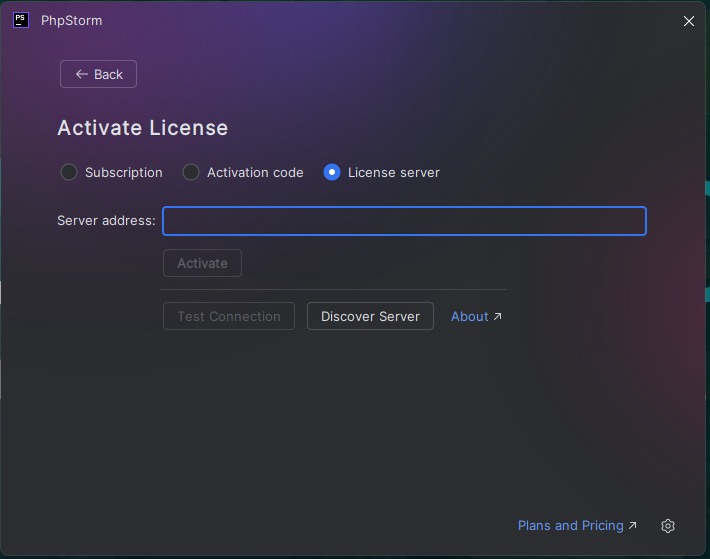 PS PhpStorm
← Back
Activate License
Subscription Activation code License server
Server address:
Activate
Test Connection Discover Server About ↗
Plans and Pricing ↗